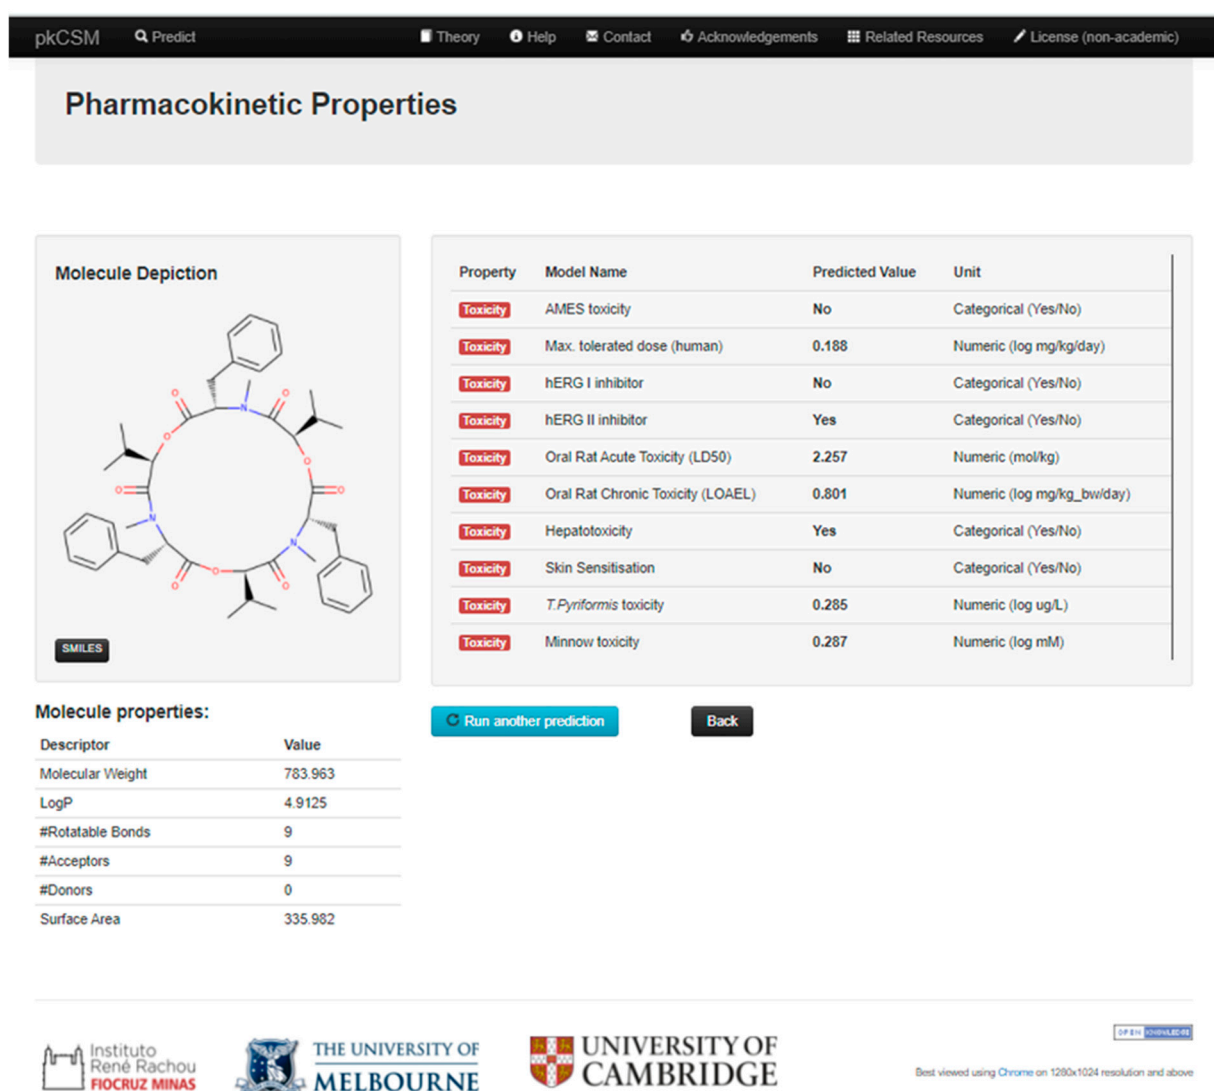 pkCSM Predict Theory Help Contact Acknowledgements Related Resources License (non-academic)
Pharmacokinetic Properties
Molecule Depiction
O O N O O O O N O O N O O
SMILES
Property Model Name Predicted Value Unit
Toxicity AMES toxicity No Categorical (Yes/No)
Toxicity Max. tolerated dose (human) 0.188 Numeric (log mg/kg/day)
Toxicity hERG I inhibitor No Categorical (Yes/No)
Toxicity hERG II inhibitor Yes Categorical (Yes/No)
Toxicity Oral Rat Acute Toxicity (LD50) 2.257 Numeric (mol/kg)
Toxicity Oral Rat Chronic Toxicity (LOAEL) 0.801 Numeric (log mg/kg_bw/day)
Toxicity Hepatotoxicity Yes Categorical (Yes/No)
Toxicity Skin Sensitisation No Categorical (Yes/No)
Toxicity T.Pyriformis toxicity 0.285 Numeric (log ug/L)
Toxicity Minnow toxicity 0.287 Numeric (log mM)
Run another prediction Back
Molecule properties:
Descriptor Value
Molecular Weight 783.963
LogP 4.9125
#Rotatable Bonds 9
#Acceptors 9
#Donors 0
Surface Area 335.982
Instituto
René Rachou
FIOCRUZ MINAS
THE UNIVERSITY OF
MELBOURNE
UNIVERSITY OF
CAMBRIDGE
OPEN KNOWLEDGE
Best viewed using Chrome on 1280x1024 resolution and above